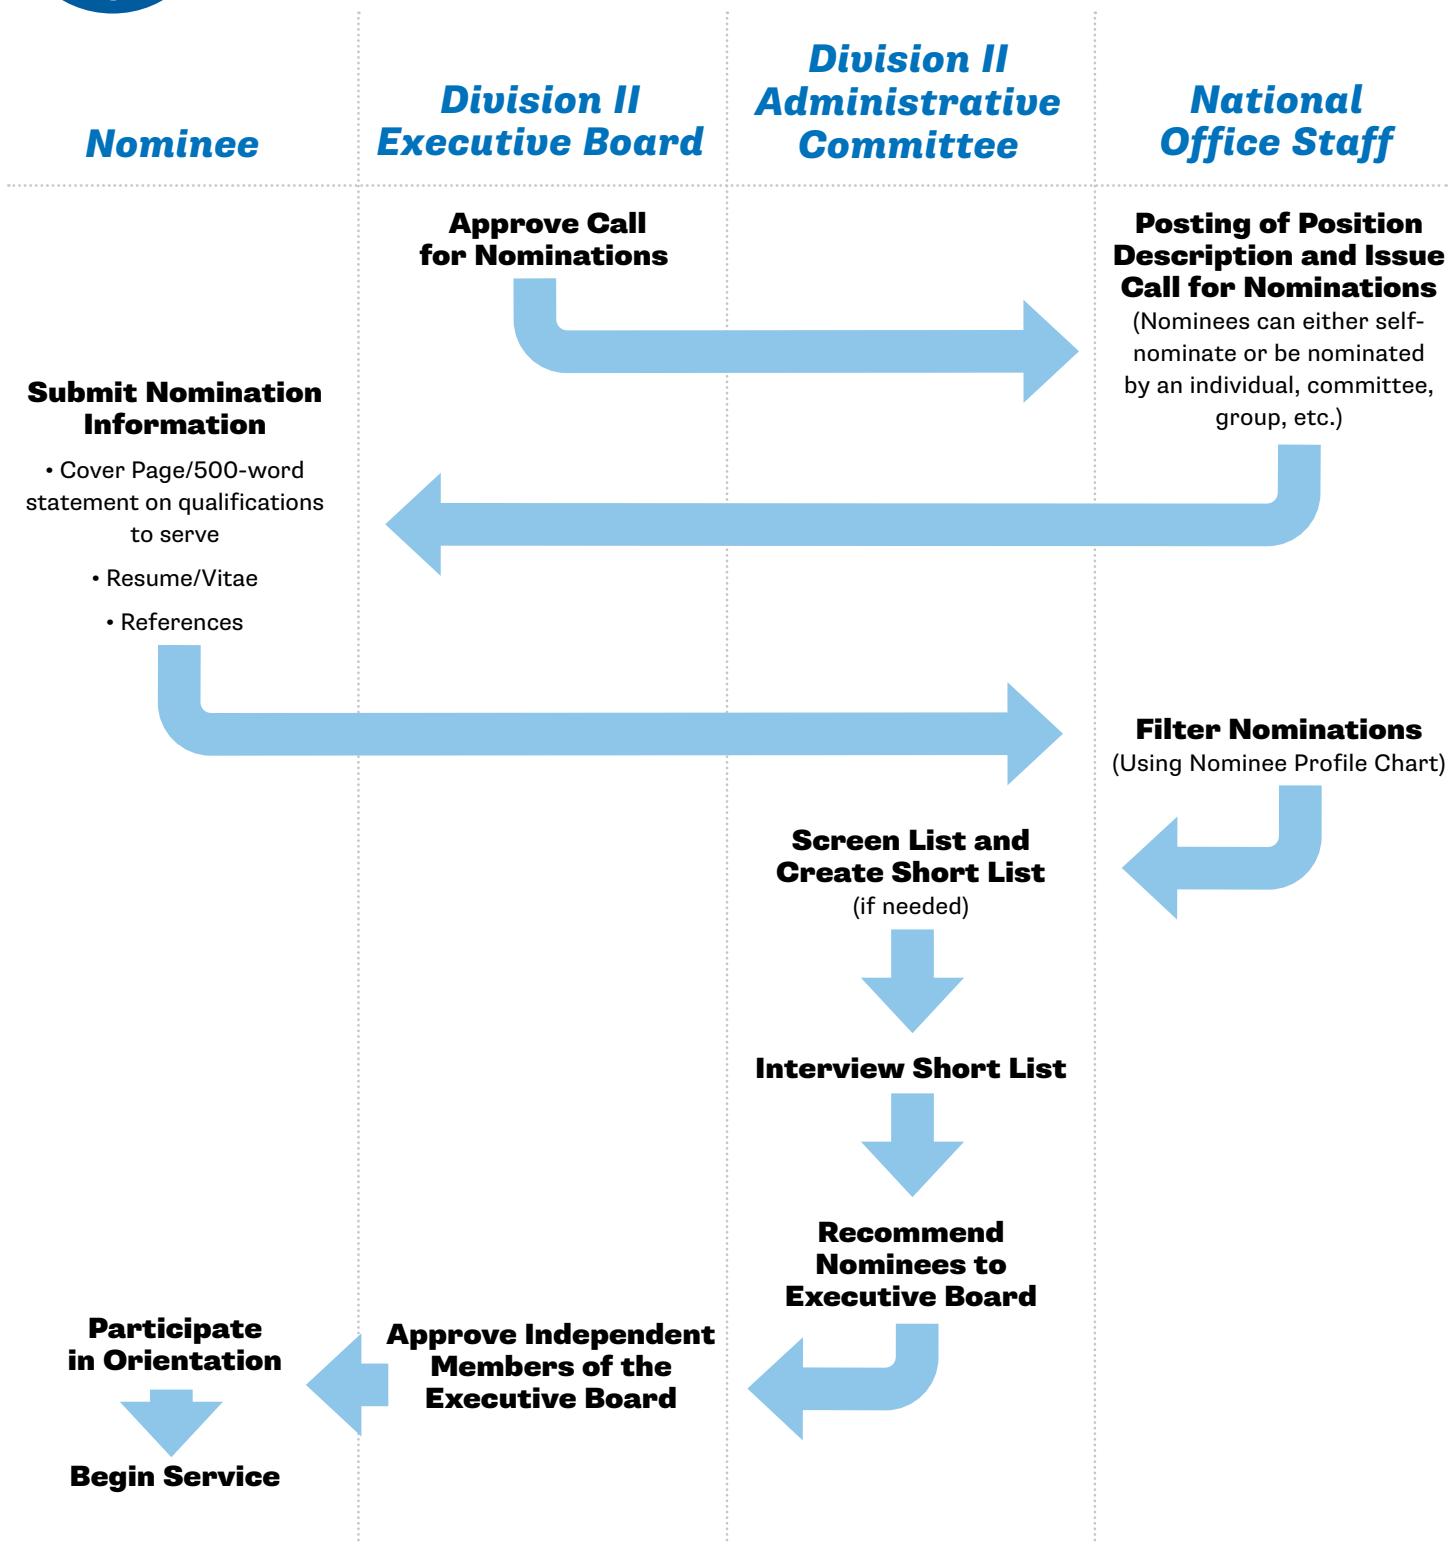 Nominee
Division II
Executive Board
Division II
Administrative
Committee
National
Office Staff
Approve Call
for Nominations
Posting of Position
Description and Issue
Call for Nominations
(Nominees can either self-
nominate or be nominated
by an individual, committee,
group, etc.)
Submit Nomination
Information
• Cover Page/500-word
statement on qualifications
to serve
• Resume/Vitae
• References
Filter Nominations
(Using Nominee Profile Chart)
Screen List and
Create Short List
(if needed)
Interview Short List
Recommend
Nominees to
Executive Board
Approve Independent
Members of the
Executive Board
Participate
in Orientation
Begin Service